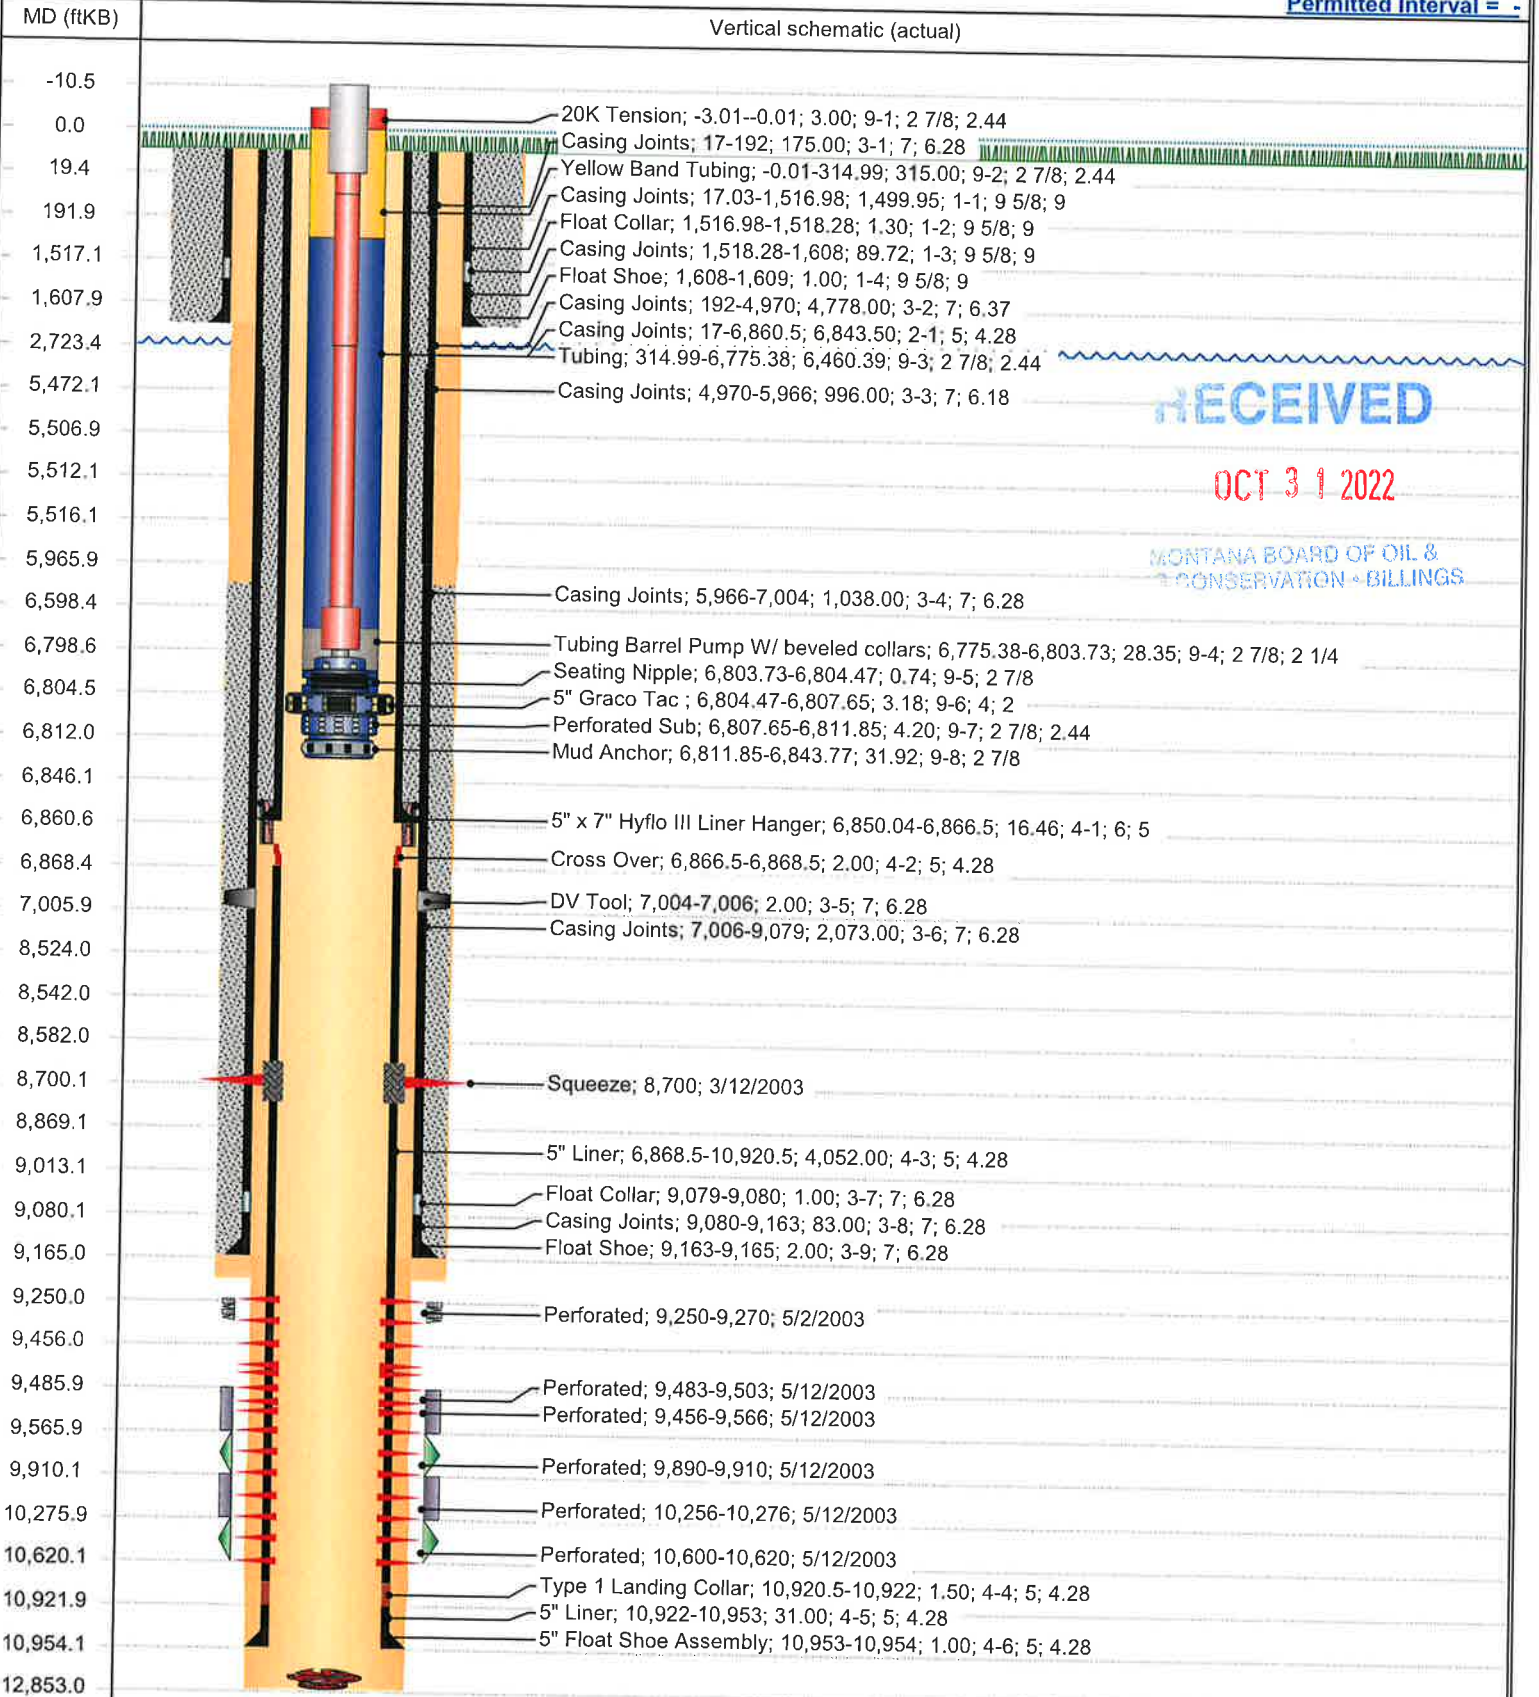 Permitted Interval = -
MD (ftKB)
Vertical schematic (actual)
-10.5
0.0
19.4
191.9
1,517.1
1,607.9
2,723.4
5,472.1
5,506.9
5,512.1
5,516.1
5,965.9
6,598.4
6,798.6
6,804.5
6,812.0
6,846.1
6,860.6
6,868.4
7,005.9
8,524.0
8,542.0
8,582.0
8,700.1
8,869.1
9,013.1
9,080.1
9,165.0
9,250.0
9,456.0
9,485.9
9,565.9
9,910.1
10,275.9
10,620.1
10,921.9
10,954.1
12,853.0
20K Tension; -3.01--0.01; 3.00; 9-1; 2 7/8; 2.44
Casing Joints; 17-192; 175.00; 3-1; 7; 6.28
Yellow Band Tubing; -0.01-314.99; 315.00; 9-2; 2 7/8; 2.44
Casing Joints; 17.03-1,516.98; 1,499.95; 1-1; 9 5/8; 9
Float Collar; 1,516.98-1,518.28; 1.30; 1-2; 9 5/8; 9
Casing Joints; 1,518.28-1,608; 89.72; 1-3; 9 5/8; 9
Float Shoe; 1,608-1,609; 1.00; 1-4; 9 5/8; 9
Casing Joints; 192-4,970; 4,778.00; 3-2; 7; 6.37
Casing Joints; 17-6,860.5; 6,843.50; 2-1; 5; 4.28
Tubing; 314.99-6,775.38; 6,460.39; 9-3; 2 7/8; 2.44
Casing Joints; 4,970-5,966; 996.00; 3-3; 7; 6.18
RECEIVED
OCT 3 1 2022
MONTANA BOARD OF OIL &
CONSERVATION - BILLINGS
Casing Joints; 5,966-7,004; 1,038.00; 3-4; 7; 6.28
Tubing Barrel Pump W/ beveled collars; 6,775.38-6,803.73; 28.35; 9-4; 2 7/8; 2 1/4
Seating Nipple; 6,803.73-6,804.47; 0.74; 9-5; 2 7/8
5" Graco Tac ; 6,804.47-6,807.65; 3.18; 9-6; 4; 2
Perforated Sub; 6,807.65-6,811.85; 4.20; 9-7; 2 7/8; 2.44
Mud Anchor; 6,811.85-6,843.77; 31.92; 9-8; 2 7/8
5" x 7" Hyflo III Liner Hanger; 6,850.04-6,866.5; 16.46; 4-1; 6; 5
Cross Over; 6,866.5-6,868.5; 2.00; 4-2; 5; 4.28
DV Tool; 7,004-7,006; 2.00; 3-5; 7; 6.28
Casing Joints; 7,006-9,079; 2,073.00; 3-6; 7; 6.28
Squeeze; 8,700; 3/12/2003
5" Liner; 6,868.5-10,920.5; 4,052.00; 4-3; 5; 4.28
Float Collar; 9,079-9,080; 1.00; 3-7; 7; 6.28
Casing Joints; 9,080-9,163; 83.00; 3-8; 7; 6.28
Float Shoe; 9,163-9,165; 2.00; 3-9; 7; 6.28
Perforated; 9,250-9,270; 5/2/2003
Perforated; 9,483-9,503; 5/12/2003
Perforated; 9,456-9,566; 5/12/2003
Perforated; 9,890-9,910; 5/12/2003
Perforated; 10,256-10,276; 5/12/2003
Perforated; 10,600-10,620; 5/12/2003
Type 1 Landing Collar; 10,920.5-10,922; 1.50; 4-4; 5; 4.28
5" Liner; 10,922-10,953; 31.00; 4-5; 5; 4.28
5" Float Shoe Assembly; 10,953-10,954; 1.00; 4-6; 5; 4.28